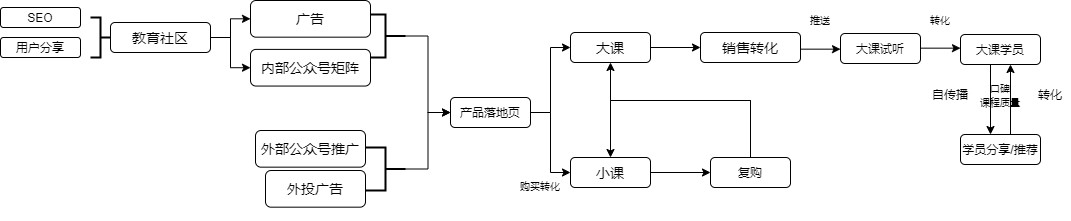 SEO
用户分享
教育社区
广告
内部公众号矩阵
外部公众号推广
外投广告
产品落地页
购买转化
大课
小课
销售转化
复购
推送
大课试听
转化
大课学员
自传播
口碑
课程质量
转化
学员分享/推荐